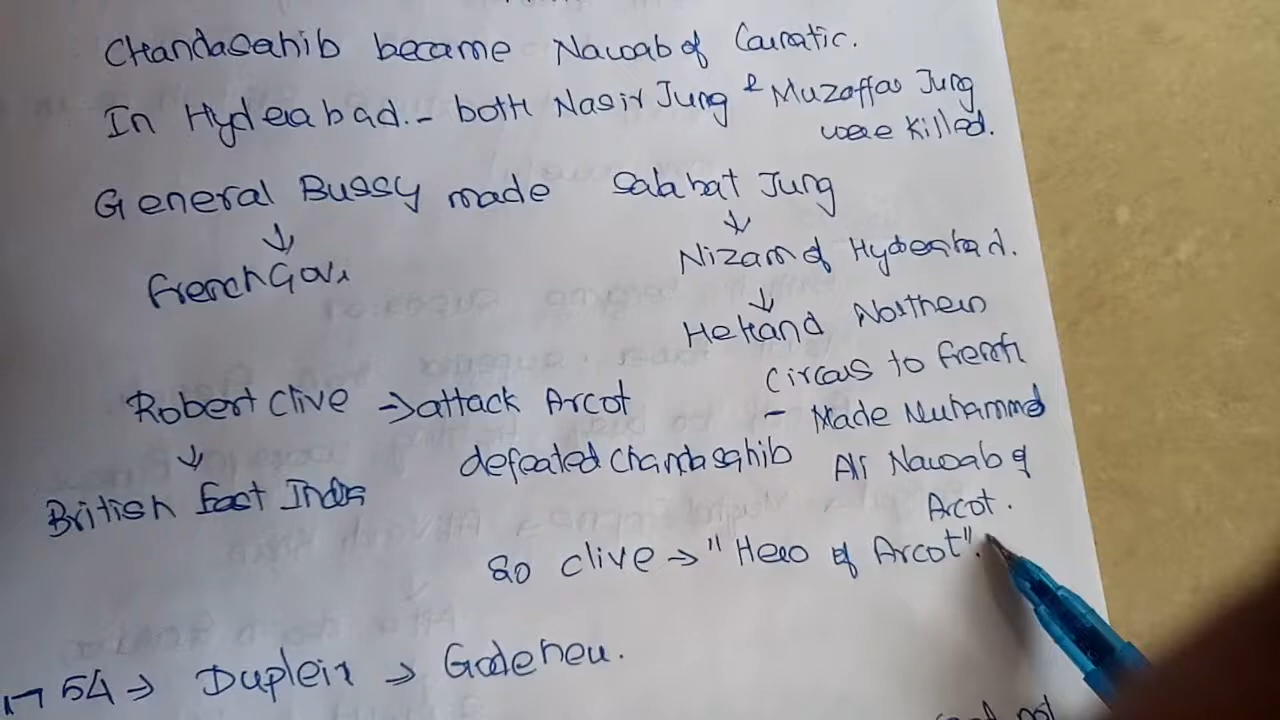 Chandasahib became Nawab of Carnatic.
In Hyderabad. - both Nasir Jung & Muzaffar Jung
were killed.
General Bussy made Salabat Jung
↓ ↓
French Gov. Nizam of Hyderabad.
↓
He hand Northern
Circars to French
Robert Clive → attack Arcot - Made Muhammed
↓ defeated Chandasahib Ali Nawab of
British East India Arcot.
So clive → "Hero of Arcot".
1754 → Dupleix → Godeheu.
not